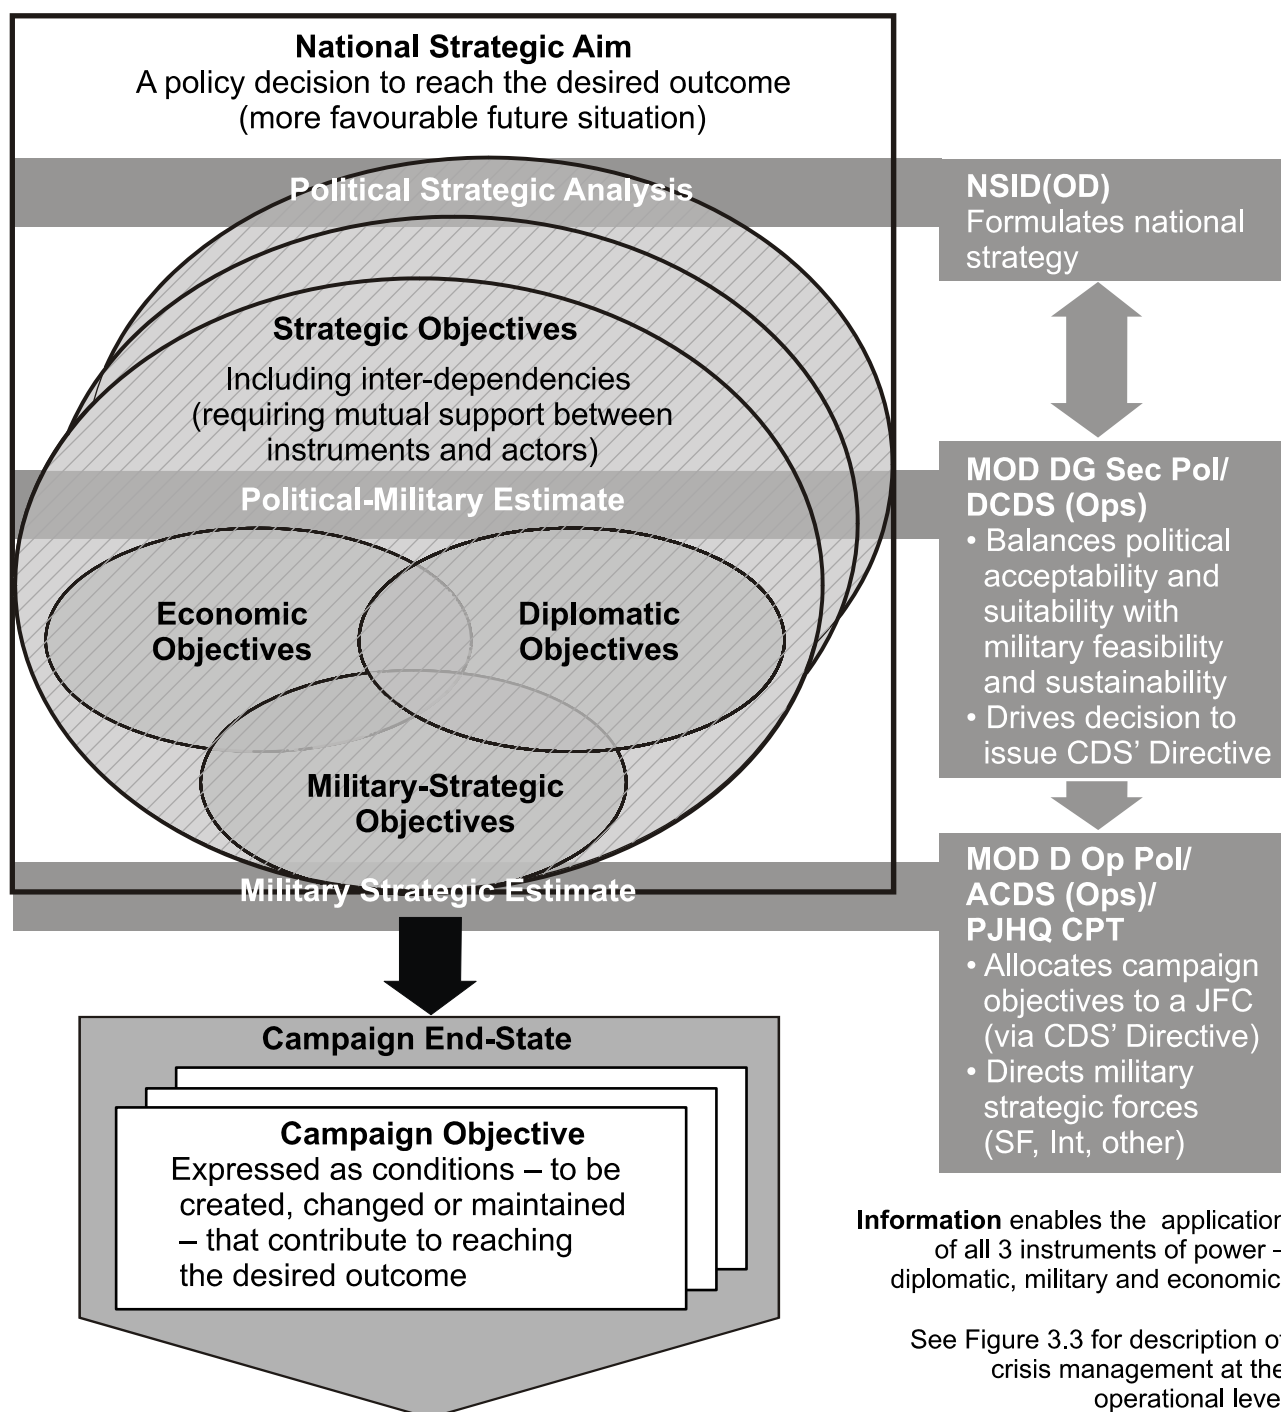 National Strategic Aim
A policy decision to reach the desired outcome
(more favourable future situation)
Political Strategic Analysis
Strategic Objectives
Including inter-dependencies
(requiring mutual support between
instruments and actors)
Political-Military Estimate
Economic
Objectives
Diplomatic
Objectives
Military-Strategic
Objectives
Military Strategic Estimate
Campaign End-State
Campaign Objective
Expressed as conditions – to be
created, changed or maintained
– that contribute to reaching
the desired outcome
NSID(OD)
Formulates national
strategy
MOD DG Sec Pol/
DCDS (Ops)
• Balances political
acceptability and
suitability with
military feasibility
and sustainability
• Drives decision to
issue CDS’ Directive
MOD D Op Pol/
ACDS (Ops)/
PJHQ CPT
• Allocates campaign
objectives to a JFC
(via CDS’ Directive)
• Directs military
strategic forces
(SF, Int, other)
Information enables the application
of all 3 instruments of power –
diplomatic, military and economic
See Figure 3.3 for description of
crisis management at the
operational level